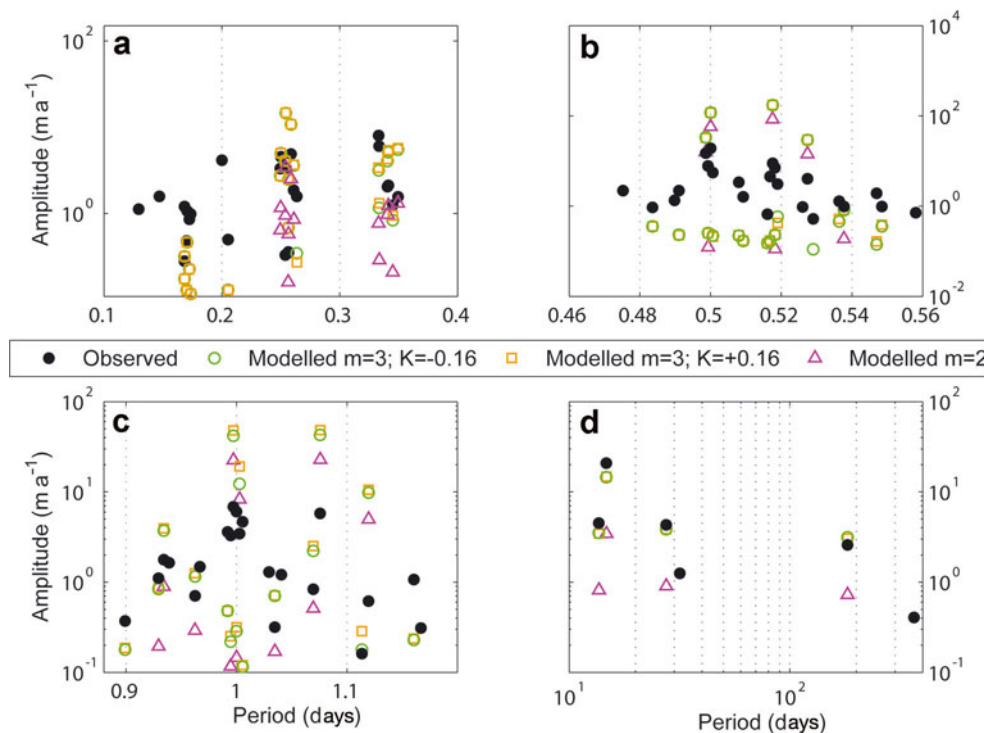 a
b
Amplitude (m a⁻¹)
10²
10⁰
0.1 0.2 0.3 0.4
10⁴
10²
10⁰
10⁻²
0.46 0.48 0.5 0.52 0.54 0.56
Observed Modelled m=3; K=-0.16 Modelled m=3; K=+0.16 Modelled m=2
c
d
Amplitude (m a⁻¹)
10²
10¹
10⁰
10⁻¹
0.9 1 1.1
Period (days)
10²
10¹
10⁰
10⁻¹
10¹ 10²
Period (days)